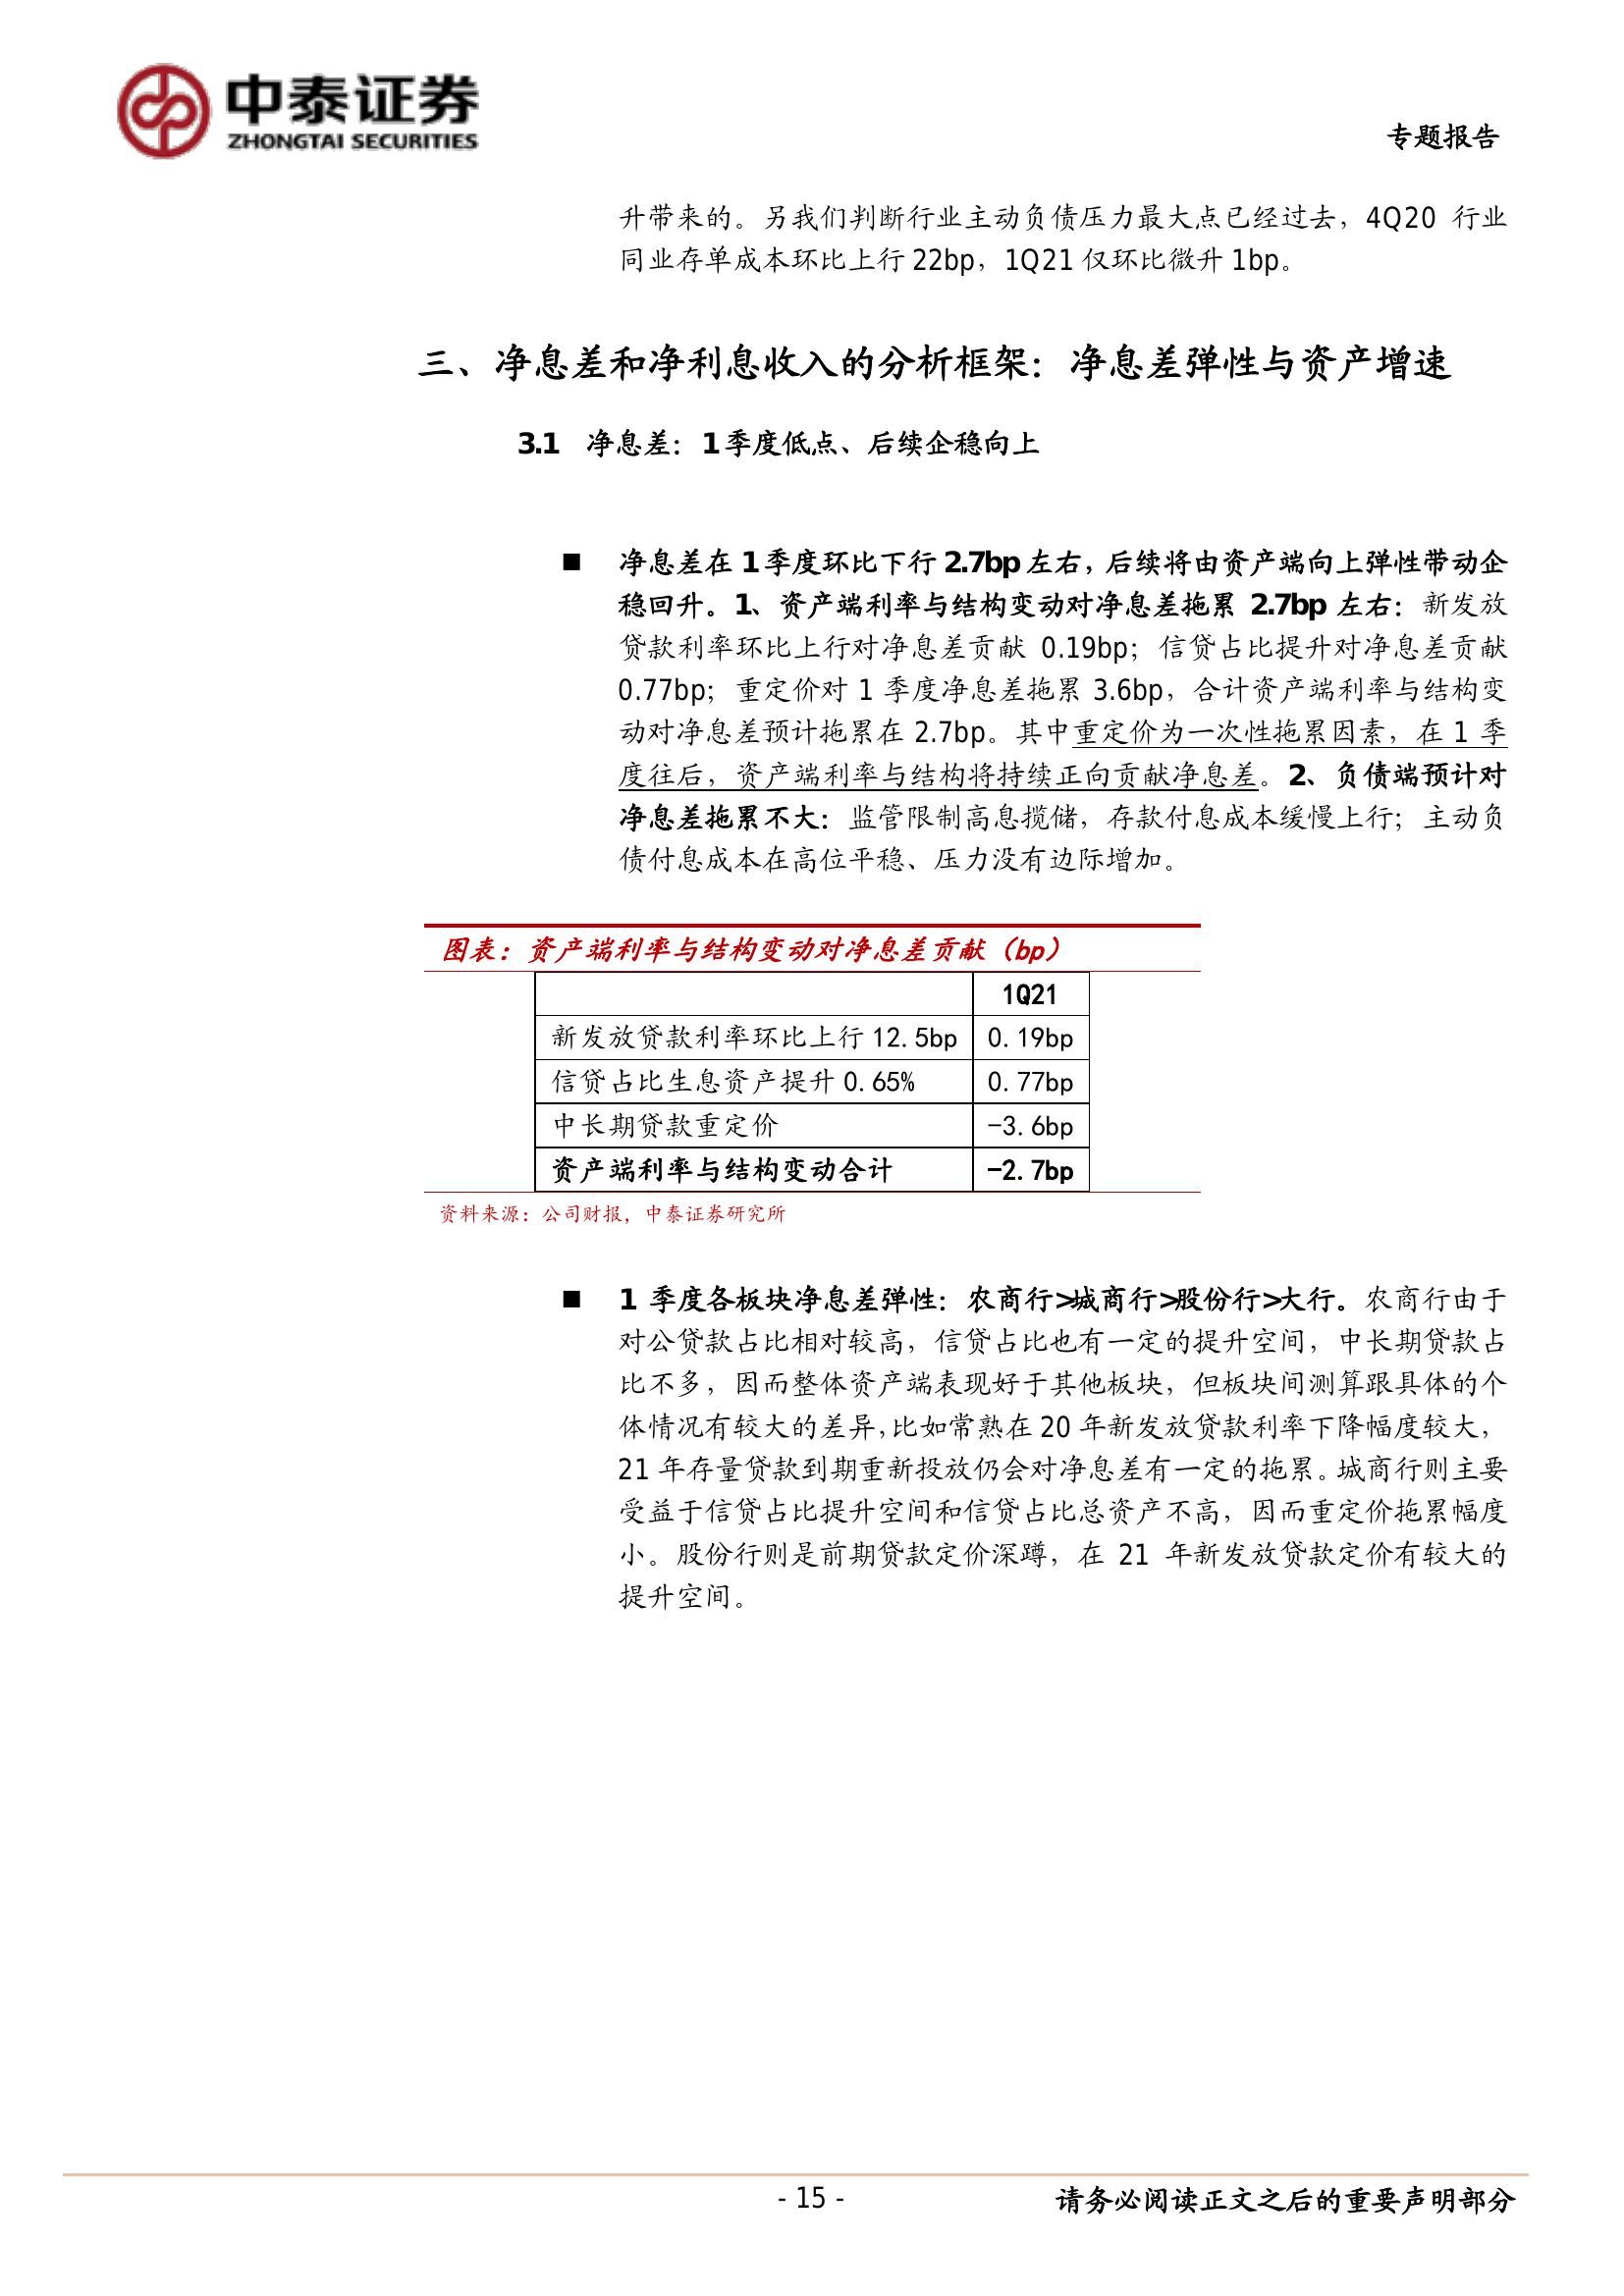 中泰证券
ZHONGTAI SECURITIES
专题报告
升带来的。另我们判断行业主动负债压力最大点已经过去，4Q20 行业
同业存单成本环比上行 22bp，1Q21 仅环比微升 1bp。
三、净息差和净利息收入的分析框架：净息差弹性与资产增速
3.1 净息差：1 季度低点、后续企稳向上
■ 净息差在 1 季度环比下行 2.7bp 左右，后续将由资产端向上弹性带动企
稳回升。1、资产端利率与结构变动对净息差拖累 2.7bp 左右：新发放
贷款利率环比上行对净息差贡献 0.19bp；信贷占比提升对净息差贡献
0.77bp；重定价对 1 季度净息差拖累 3.6bp，合计资产端利率与结构变
动对净息差预计拖累在 2.7bp。其中重定价为一次性拖累因素，在 1 季
度往后，资产端利率与结构将持续正向贡献净息差。2、负债端预计对
净息差拖累不大：监管限制高息揽储，存款付息成本缓慢上行；主动负
债付息成本在高位平稳、压力没有边际增加。
图表：资产端利率与结构变动对净息差贡献（bp）
1Q21
新发放贷款利率环比上行 12.5bp 0.19bp
信贷占比生息资产提升 0.65% 0.77bp
中长期贷款重定价 -3.6bp
资产端利率与结构变动合计 -2.7bp
资料来源：公司财报，中泰证券研究所
■ 1 季度各板块净息差弹性：农商行>城商行>股份行>大行。农商行由于
对公贷款占比相对较高，信贷占比也有一定的提升空间，中长期贷款占
比不多，因而整体资产端表现好于其他板块，但板块间测算跟具体的个
体情况有较大的差异，比如常熟在 20 年新发放贷款利率下降幅度较大，
21 年存量贷款到期重新投放仍会对净息差有一定的拖累。城商行则主要
受益于信贷占比提升空间和信贷占比总资产不高，因而重定价拖累幅度
小。股份行则是前期贷款定价深蹲，在 21 年新发放贷款定价有较大的
提升空间。
- 15 -
请务必阅读正文之后的重要声明部分